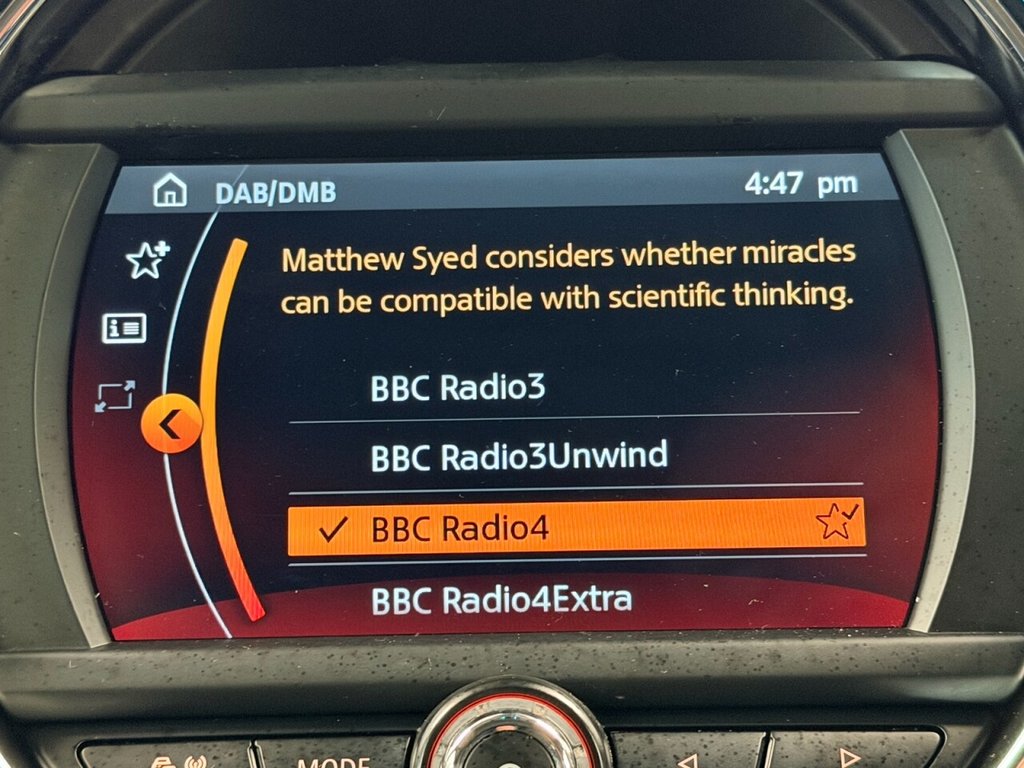 DAB/DMB 4:47 pm
Matthew Syed considers whether miracles
can be compatible with scientific thinking.
BBC Radio3
BBC Radio3Unwind
BBC Radio4
BBC Radio4Extra
MODE